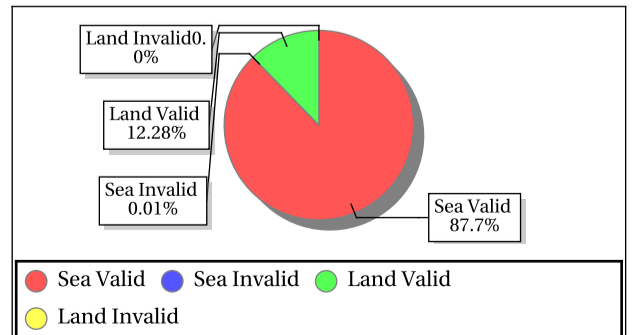 Land Invalid0.
0%
Land Valid
12.28%
Sea Invalid
0.01%
Sea Valid
87.7%
Sea Valid Sea Invalid Land Valid
Land Invalid